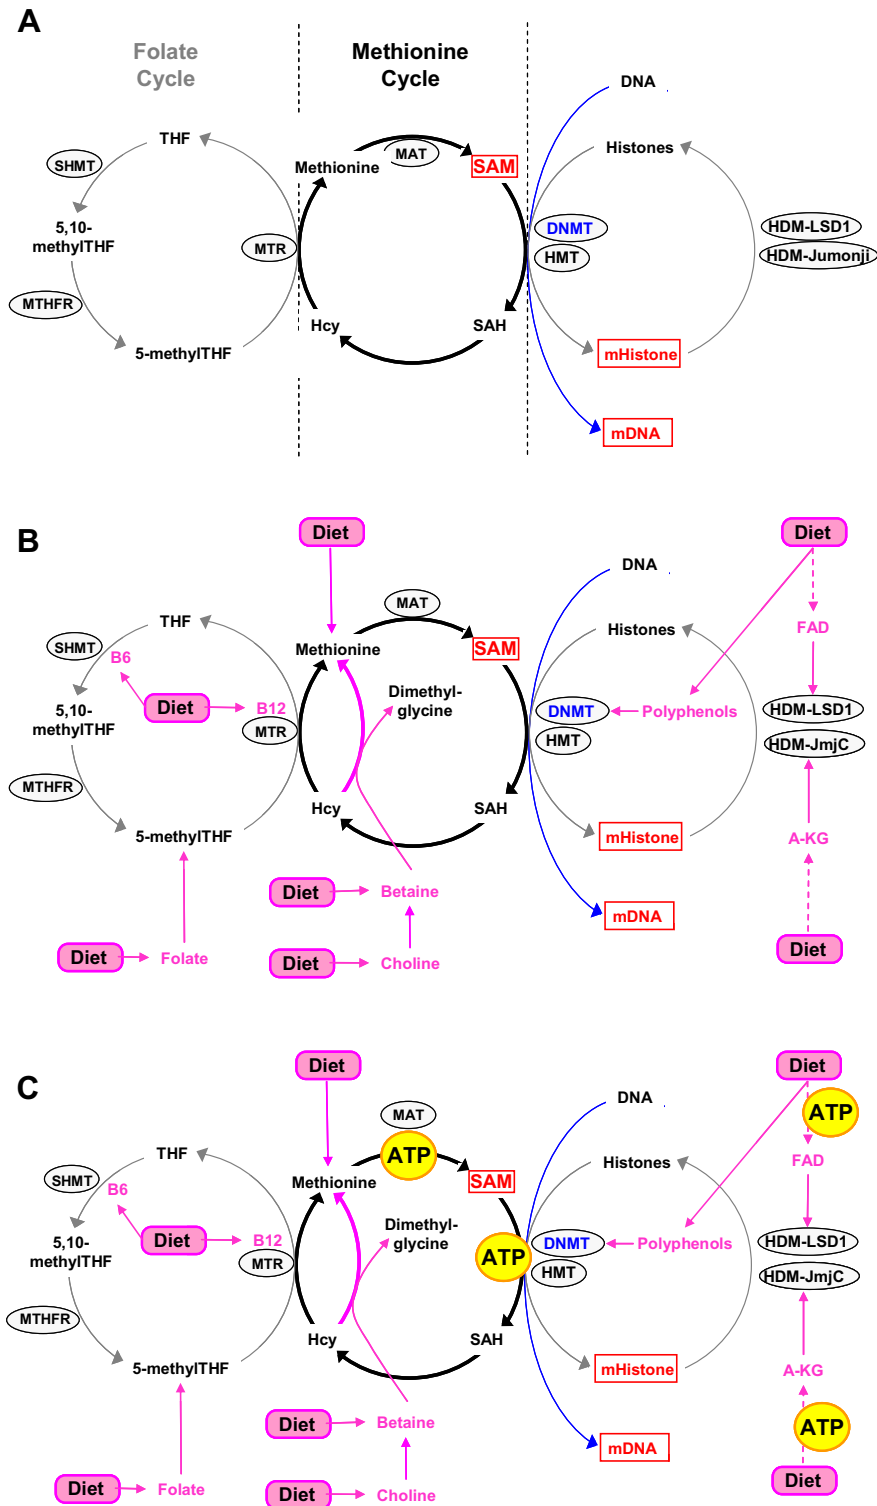 A
Folate
Cycle
Methionine
Cycle
DNA
THF
MAT
Histones
SHMT
Methionine
SAM
5,10-
methylTHF
MTR
DNMT
HMT
HDM-LSD1
HDM-Jumonji
MTHFR
Hcy
SAH
5-methylTHF
mHistone
mDNA
B
Diet
Diet
DNA
MAT
THF
FAD
Histones
SHMT
B6
Methionine
SAM
Dimethyl-
glycine
5,10-
methylTHF
Diet
B12
MTR
DNMT
HMT
Polyphenols
HDM-LSD1
HDM-JmjC
MTHFR
Hcy
SAH
5-methylTHF
mHistone
A-KG
Diet
Betaine
mDNA
Diet
Folate
Diet
Choline
Diet
C
Diet
Diet
DNA
MAT
ATP
ATP
THF
FAD
Histones
SHMT
B6
Methionine
SAM
Dimethyl-
glycine
5,10-
methylTHF
Diet
B12
MTR
ATP
DNMT
HMT
Polyphenols
HDM-LSD1
HDM-JmjC
MTHFR
Hcy
SAH
5-methylTHF
mHistone
A-KG
Diet
Betaine
ATP
mDNA
Diet
Folate
Diet
Choline
Diet